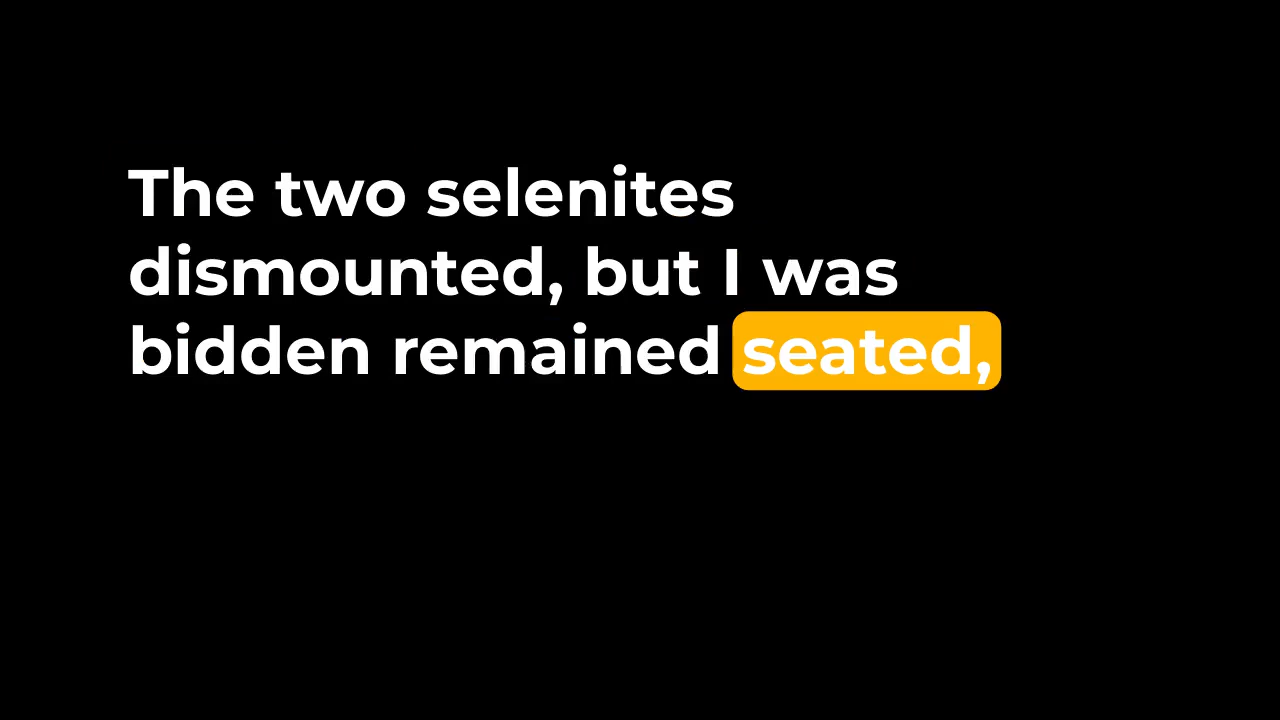 The two selenites
dismounted, but I was
bidden remained seated,